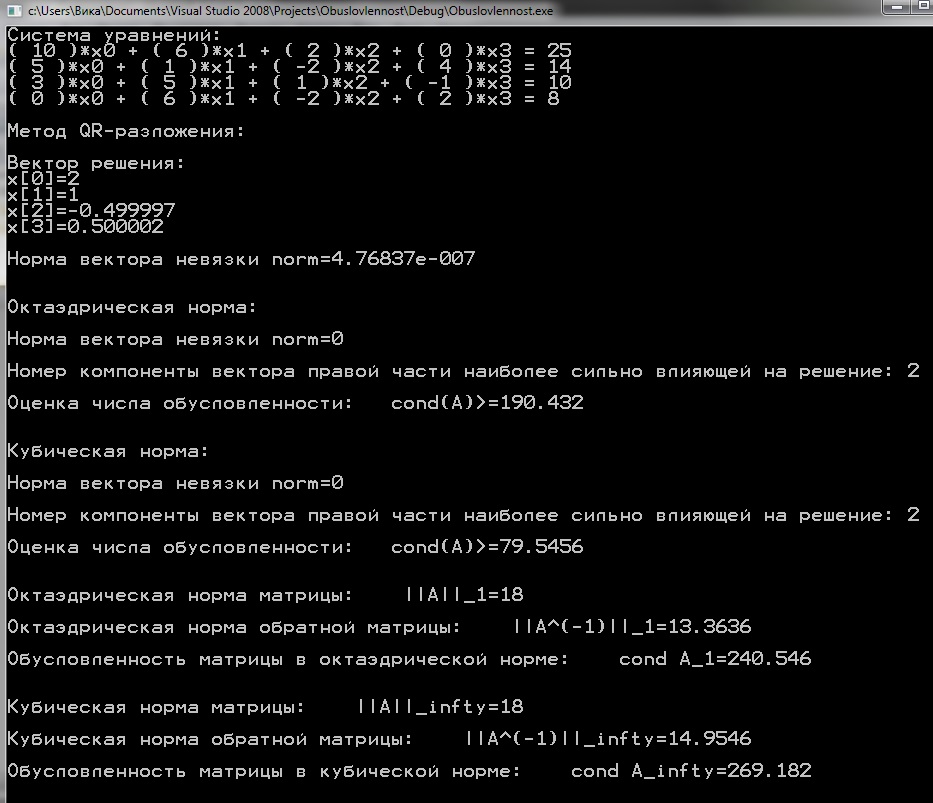 c:\Users\Вика\Documents\Visual Studio 2008\Projects\Obuslovlennost\Debug\Obuslovlennost.exe
Система уравнений:
( 10 )*x0 + ( 6 )*x1 + ( 2 )*x2 + ( 0 )*x3 = 25
( 5 )*x0 + ( 1 )*x1 + ( -2 )*x2 + ( 4 )*x3 = 14
( 3 )*x0 + ( 5 )*x1 + ( 1 )*x2 + ( -1 )*x3 = 10
( 0 )*x0 + ( 6 )*x1 + ( -2 )*x2 + ( 2 )*x3 = 8
Метод QR-разложения:
Вектор решения:
x[0]=2
x[1]=1
x[2]=-0.499997
x[3]=0.500002
Норма вектора невязки norm=4.76837e-007
Октаэдрическая норма:
Норма вектора невязки norm=0
Номер компоненты вектора правой части наиболее сильно влияющей на решение: 2
Оценка числа обусловленности:   cond(A)>=190.432
Кубическая норма:
Норма вектора невязки norm=0
Номер компоненты вектора правой части наиболее сильно влияющей на решение: 2
Оценка числа обусловленности:   cond(A)>=79.5456
Октаэдрическая норма матрицы:    ||A||_1=18
Октаэдрическая норма обратной матрицы:    ||A^(-1)||_1=13.3636
Обусловленность матрицы в октаэдрической норме:    cond A_1=240.546
Кубическая норма матрицы:    ||A||_infty=18
Кубическая норма обратной матрицы:    ||A^(-1)||_infty=14.9546
Обусловленность матрицы в кубической норме:    cond A_infty=269.182